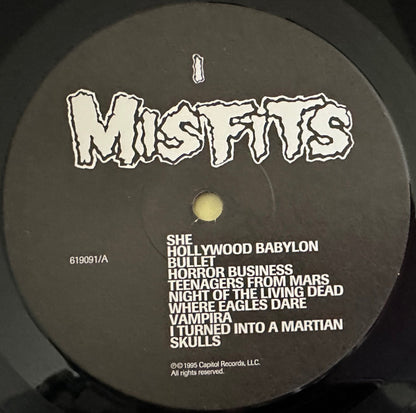 I
MISFITS
619091/A
SHE
HOLLYWOOD BABYLON
BULLET
HORROR BUSINESS
TEENAGERS FROM MARS
NIGHT OF THE LIVING DEAD
WHERE EAGLES DARE
VAMPIRA
I TURNED INTO A MARTIAN
SKULLS
℗© 1995 Capitol Records, LLC.
All rights reserved.